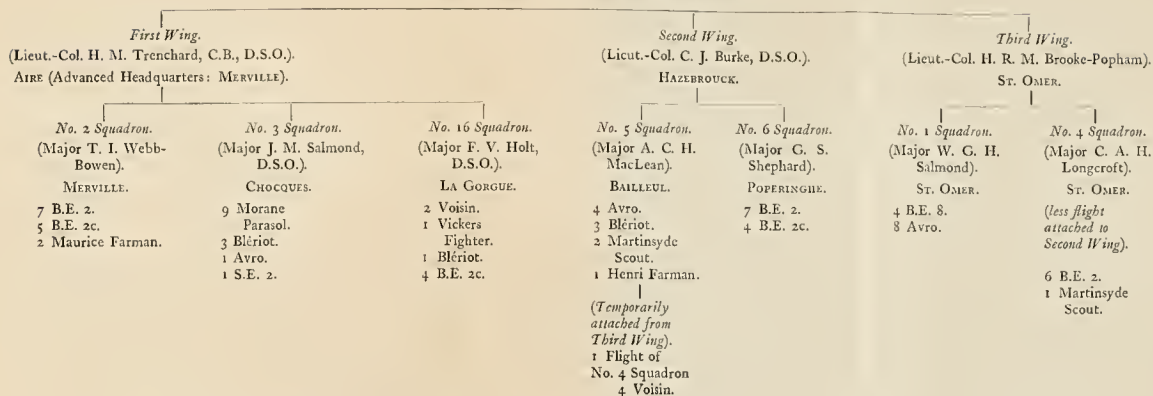 First Wing.
(Lieut.-Col. H. M. Trenchard, C.B., D.S.O.).
AIRE (Advanced Headquarters: MERVILLE).
No. 2 Squadron.
(Major T. I. Webb-
Bowen).
MERVILLE.
7 B.E. 2.
5 B.E. 2c.
2 Maurice Farman.
No. 3 Squadron.
(Major J. M. Salmond,
D.S.O.).
CHOCQUES.
9 Morane
Parasol.
3 Blériot.
1 Avro.
1 S.E. 2.
No. 16 Squadron.
(Major F. V. Holt,
D.S.O.).
LA GORGUE.
2 Voisin.
1 Vickers
Fighter.
1 Blériot.
4 B.E. 2c.
Second Wing.
(Lieut.-Col. C. J. Burke, D.S.O.).
HAZEBROUCK.
No. 5 Squadron.
(Major A. C. H.
MacLean).
BAILLEUL.
4 Avro.
3 Blériot.
2 Martinsyde
Scout.
1 Henri Farman.
(Temporarily
attached from
Third Wing).
1 Flight of
No. 4 Squadron
4 Voisin.
No. 6 Squadron.
(Major G. S.
Shephard).
POPERINGHE.
7 B.E. 2.
4 B.E. 2c.
Third Wing.
(Lieut.-Col. H. R. M. Brooke-Popham).
ST. OMER.
No. 1 Squadron.
(Major W. G. H.
Salmond).
ST. OMER.
4 B.E. 8.
8 Avro.
No. 4 Squadron.
(Major C. A. H.
Longcroft).
ST. OMER.
(less flight
attached to
Second Wing).
6 B.E. 2.
1 Martinsyde
Scout.